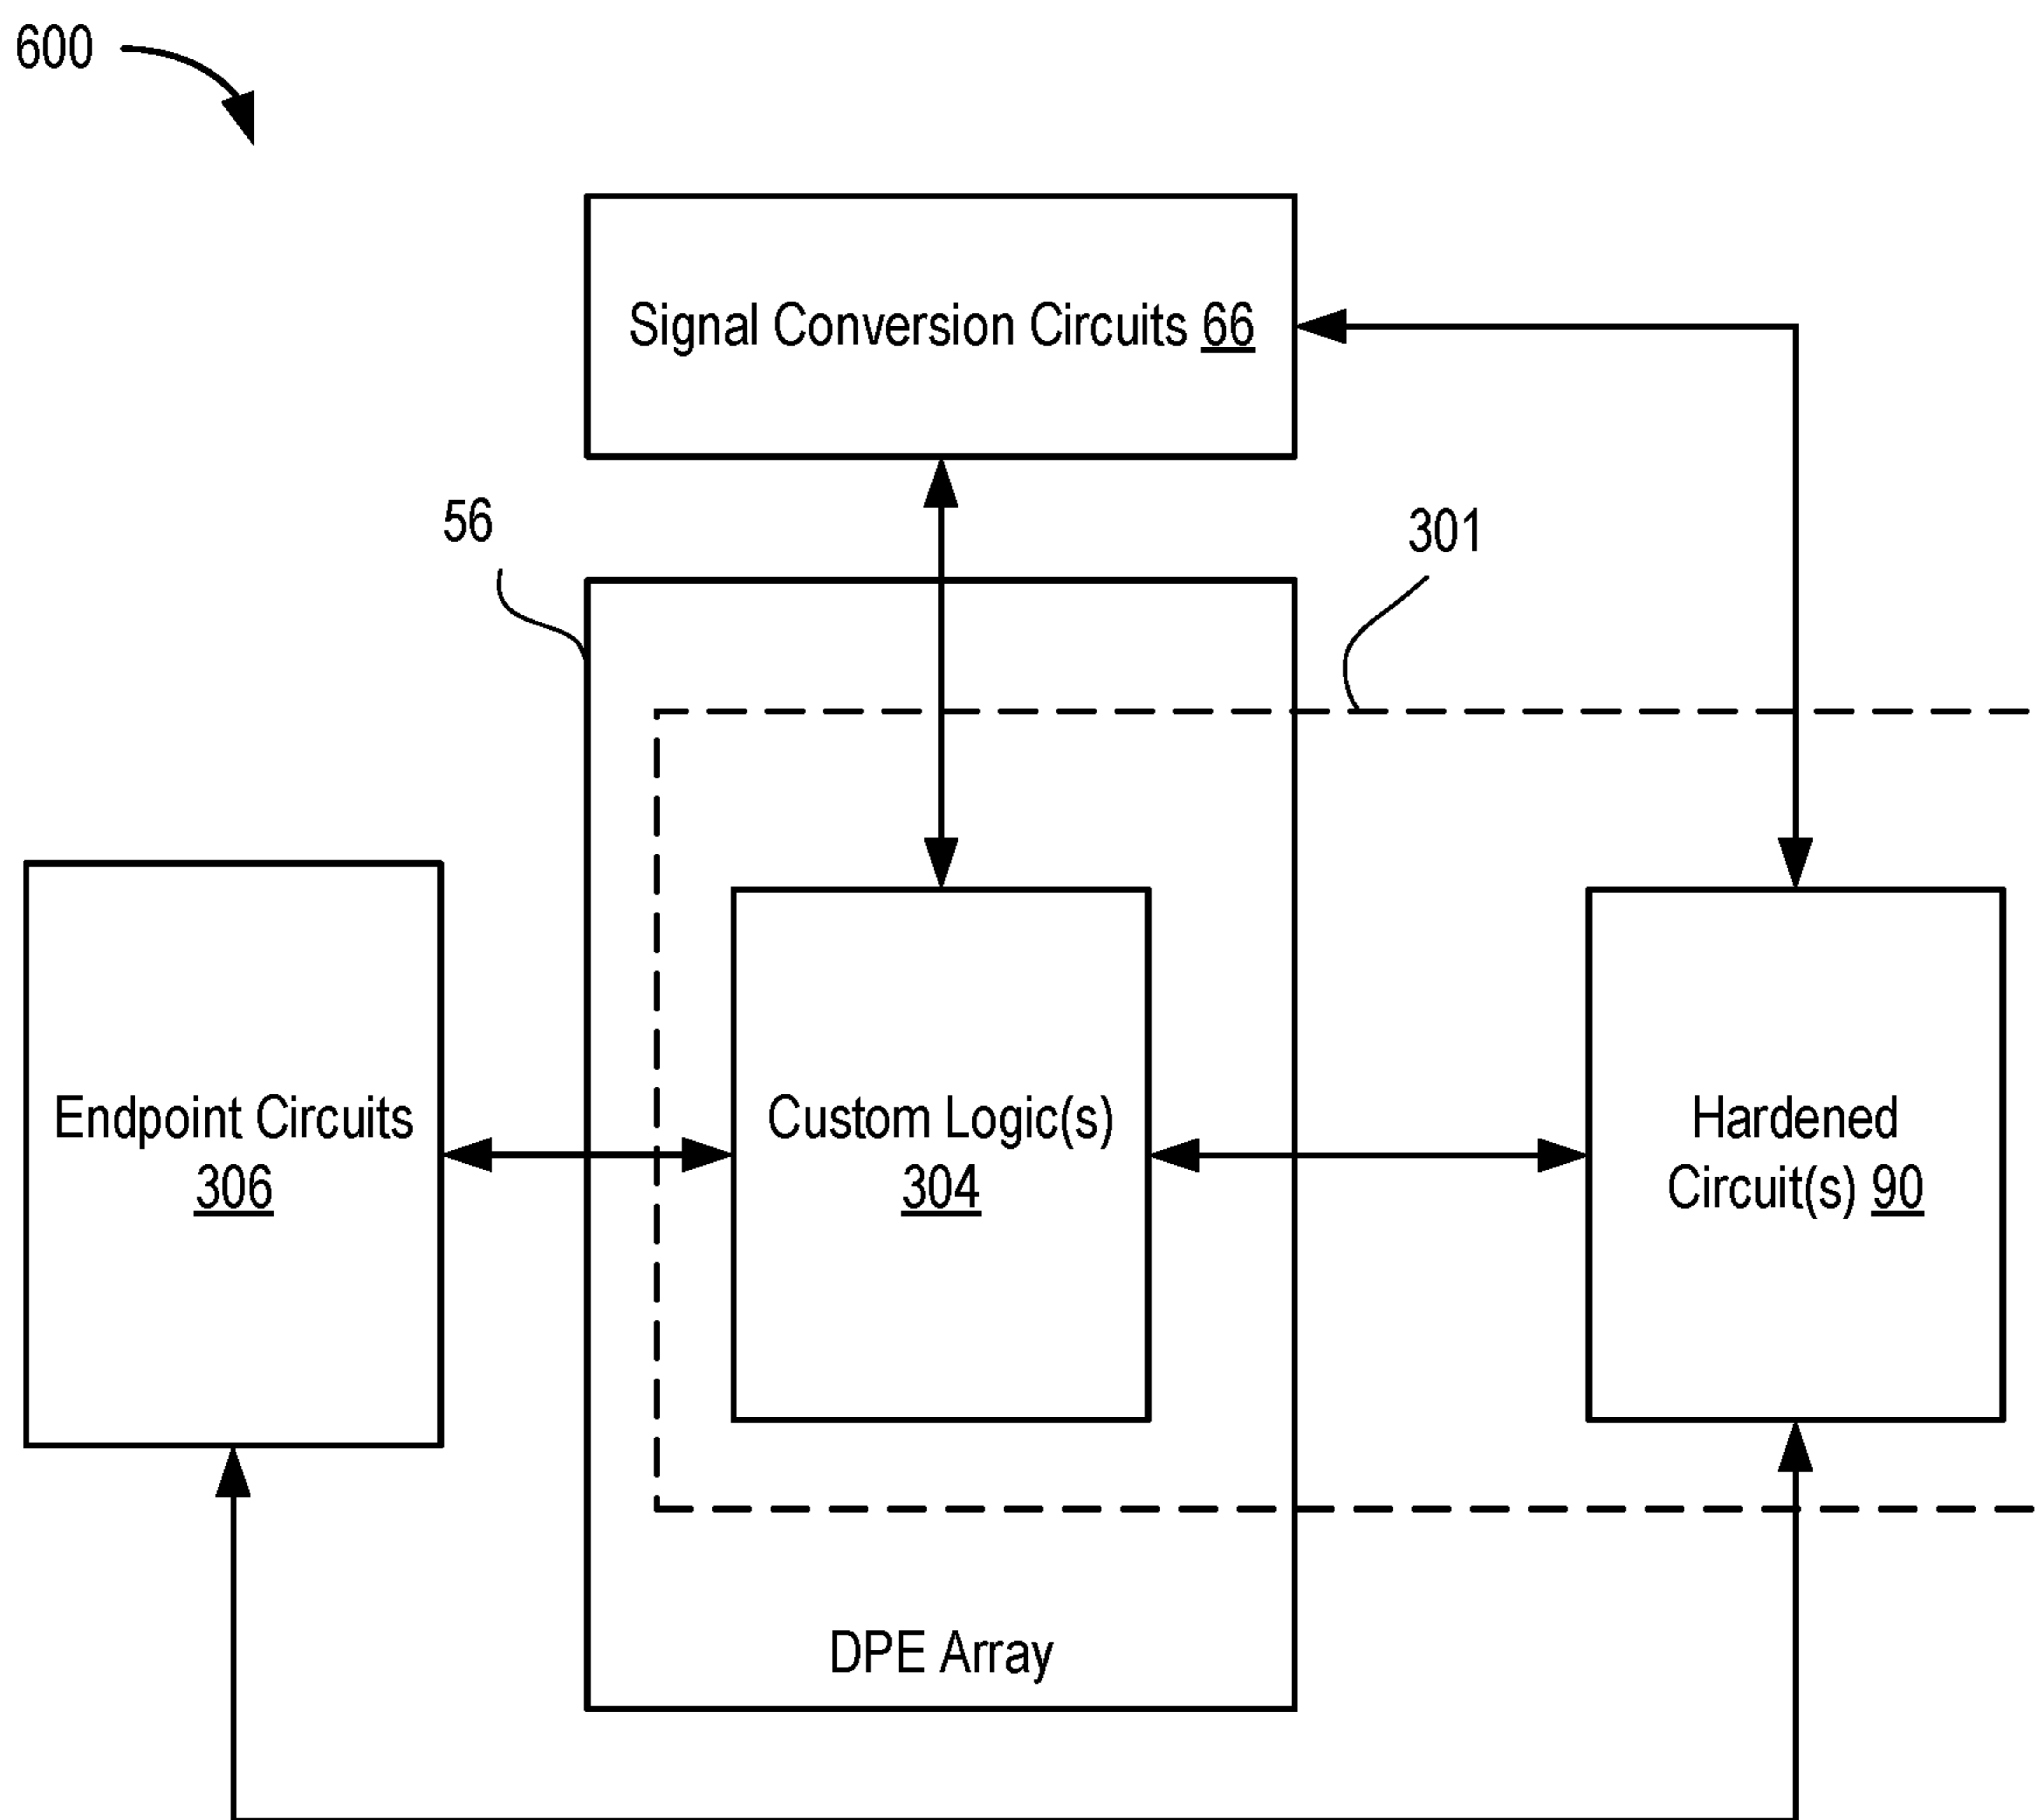 600
Signal Conversion Circuits 66
56
301
Endpoint Circuits
306
Custom Logic(s)
304
Hardened
Circuit(s) 90
DPE Array